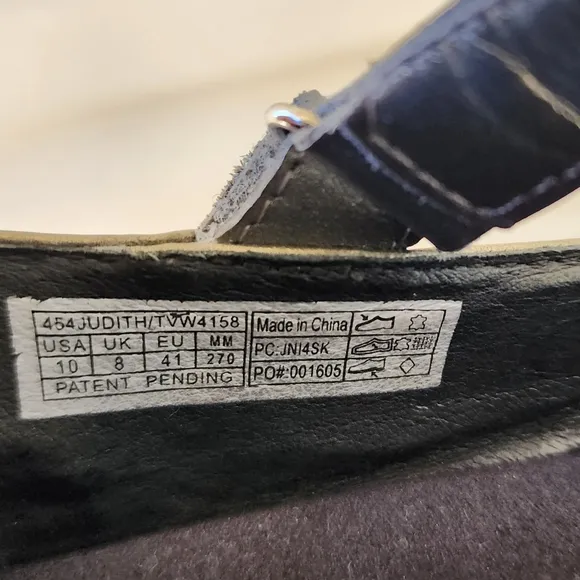 454JUDITH/TVW4158
USA UK EU MM
10 8 41 270
PATENT PENDING
Made in China
PC:JNI4SK
PO#:001605